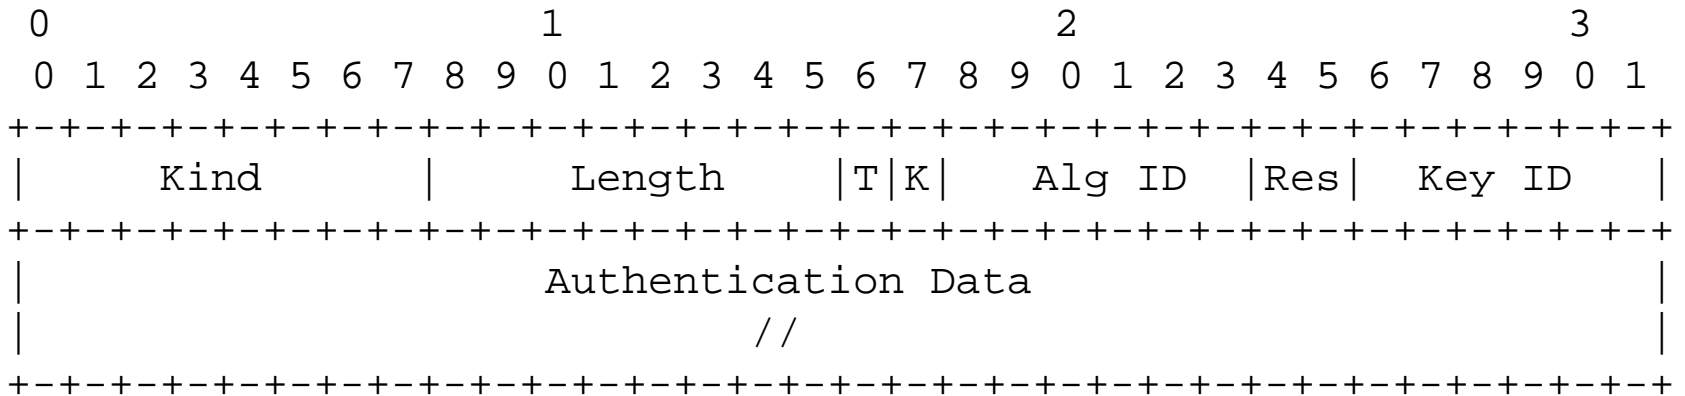 0                   1                   2                   3
 0 1 2 3 4 5 6 7 8 9 0 1 2 3 4 5 6 7 8 9 0 1 2 3 4 5 6 7 8 9 0 1
+-+-+-+-+-+-+-+-+-+-+-+-+-+-+-+-+-+-+-+-+-+-+-+-+-+-+-+-+-+-+-+-+
|     Kind      |     Length    |T|K|   Alg ID  |Res|  Key ID   |
+-+-+-+-+-+-+-+-+-+-+-+-+-+-+-+-+-+-+-+-+-+-+-+-+-+-+-+-+-+-+-+-+
|                    Authentication Data                        |
|                            //                                 |
+-+-+-+-+-+-+-+-+-+-+-+-+-+-+-+-+-+-+-+-+-+-+-+-+-+-+-+-+-+-+-+-+